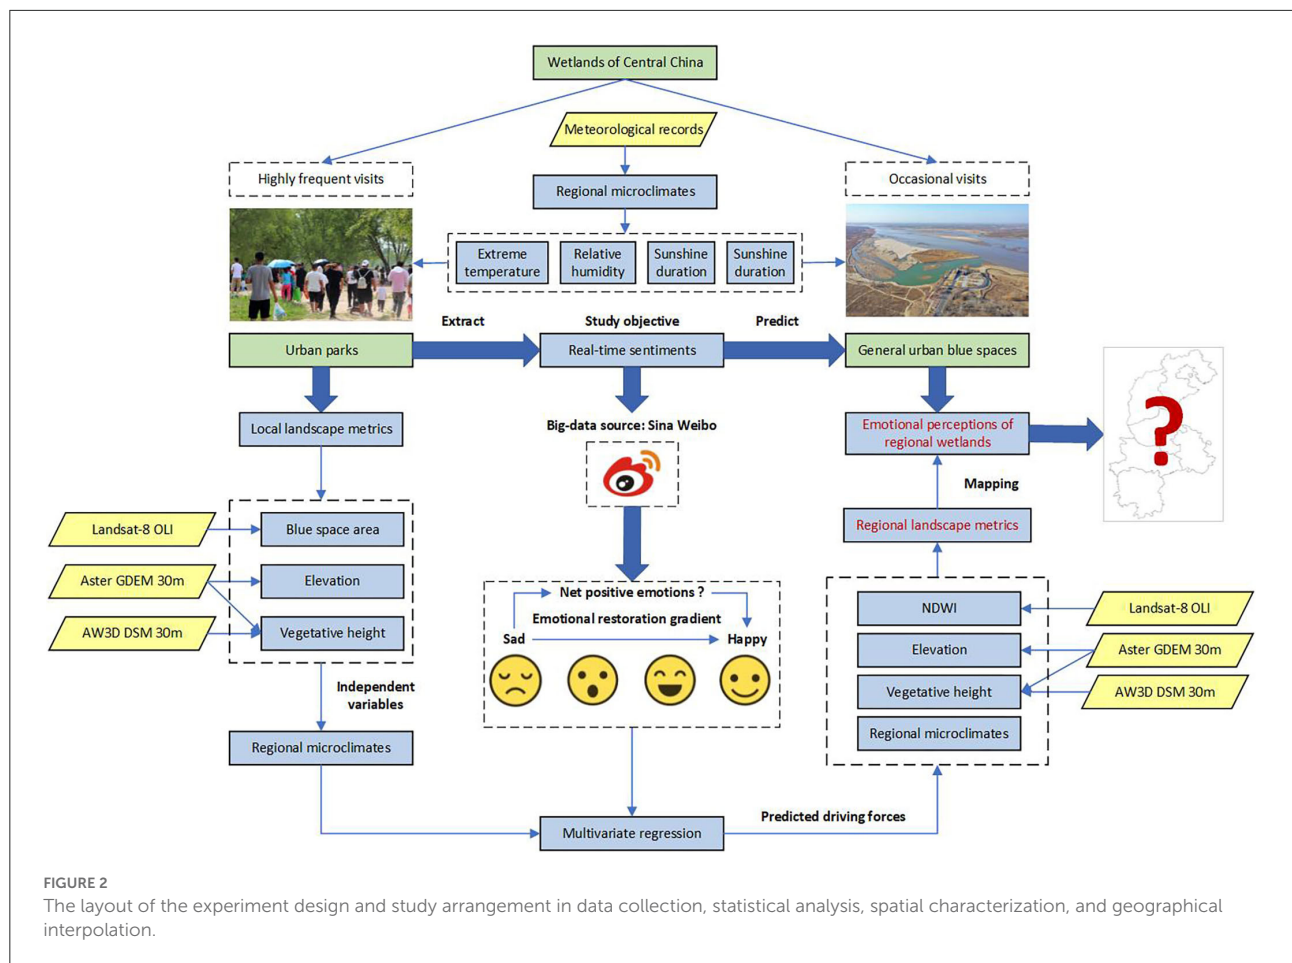 Wetlands of Central China
Meteorological records
Highly frequent visits
Regional microclimates
Occasional visits
Extreme
temperature
Relative
humidity
Sunshine
duration
Sunshine
duration
Extract
Study objective
Predict
Urban parks
Real-time sentiments
General urban blue spaces
Local landscape metrics
Big-data source: Sina Weibo
Emotional perceptions of
regional wetlands
?
Mapping
Regional landscape metrics
Landsat-8 OLI
Blue space area
Aster GDEM 30m
Elevation
AW3D DSM 30m
Vegetative height
Net positive emotions ?
Emotional restoration gradient
Sad
Happy
NDWI
Landsat-8 OLI
Elevation
Aster GDEM 30m
Vegetative height
AW3D DSM 30m
Regional microclimates
Independent
variables
Regional microclimates
Multivariate regression
Predicted driving forces
FIGURE 2
The layout of the experiment design and study arrangement in data collection, statistical analysis, spatial characterization, and geographical
interpolation.